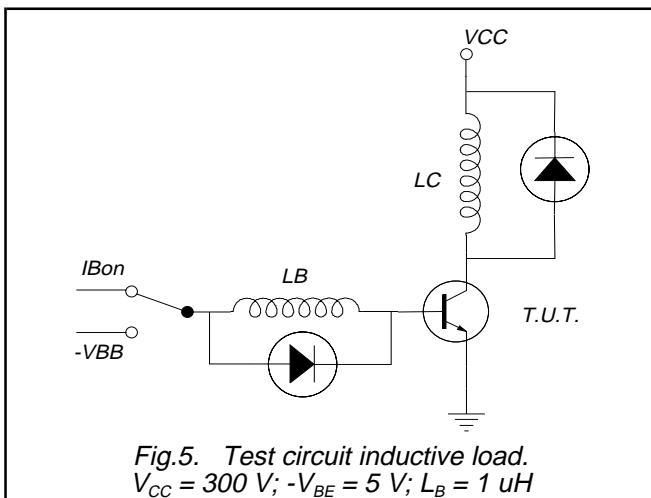 VCC
LC
IBon
LB
T.U.T.
-VBB
Fig.5. Test circuit inductive load.
VCC = 300 V; -VBE = 5 V; LB = 1 uH